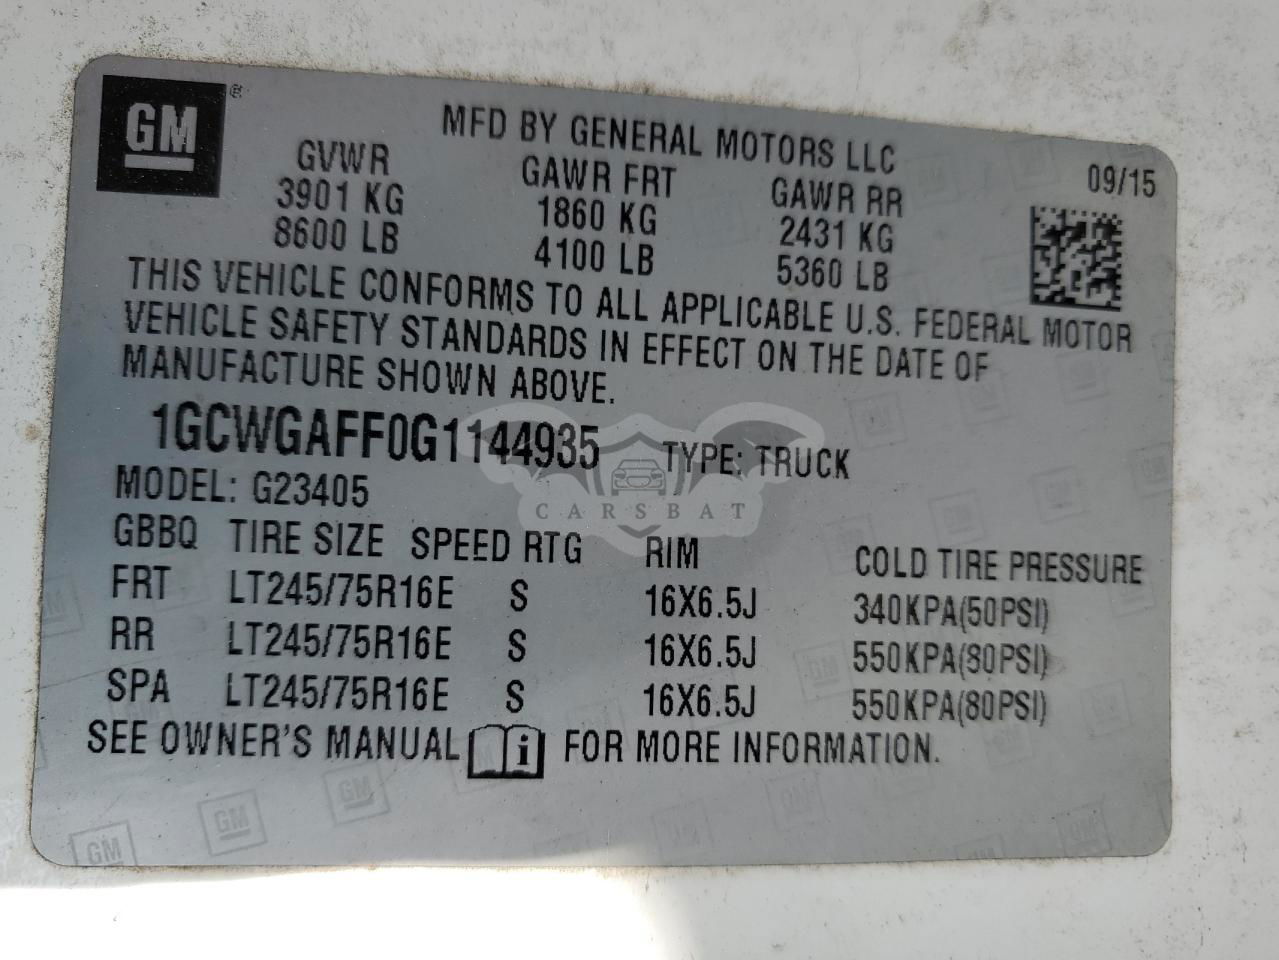 GM ®
MFD BY GENERAL MOTORS LLC
GVWR GAWR FRT GAWR RR 09/15
3901 KG 1860 KG 2431 KG
8600 LB 4100 LB 5360 LB
THIS VEHICLE CONFORMS TO ALL APPLICABLE U.S. FEDERAL MOTOR
VEHICLE SAFETY STANDARDS IN EFFECT ON THE DATE OF
MANUFACTURE SHOWN ABOVE.
1GCWGAFF0G1144935 TYPE: TRUCK
MODEL: G23405
CARSBAT
GBBQ TIRE SIZE SPEED RTG RIM COLD TIRE PRESSURE
FRT LT245/75R16E S 16X6.5J 340KPA(50PSI)
RR LT245/75R16E S 16X6.5J 550KPA(80PSI)
SPA LT245/75R16E S 16X6.5J 550KPA(80PSI)
SEE OWNER'S MANUAL i FOR MORE INFORMATION.
GM GM GM